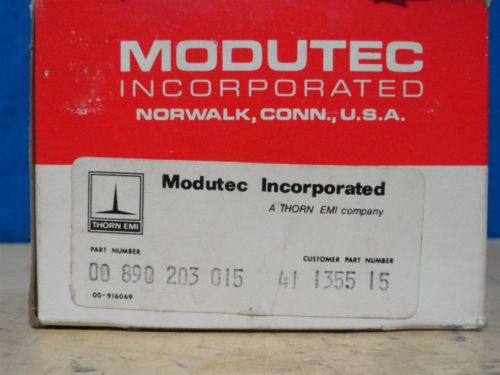 MODUTEC
INCORPORATED
NORWALK, CONN., U.S.A.
Modutec Incorporated
A THORN EMI company
THORN EMI
PART NUMBER
CUSTOMER PART NUMBER
00 890 203 015
41 1355 15
00-916069